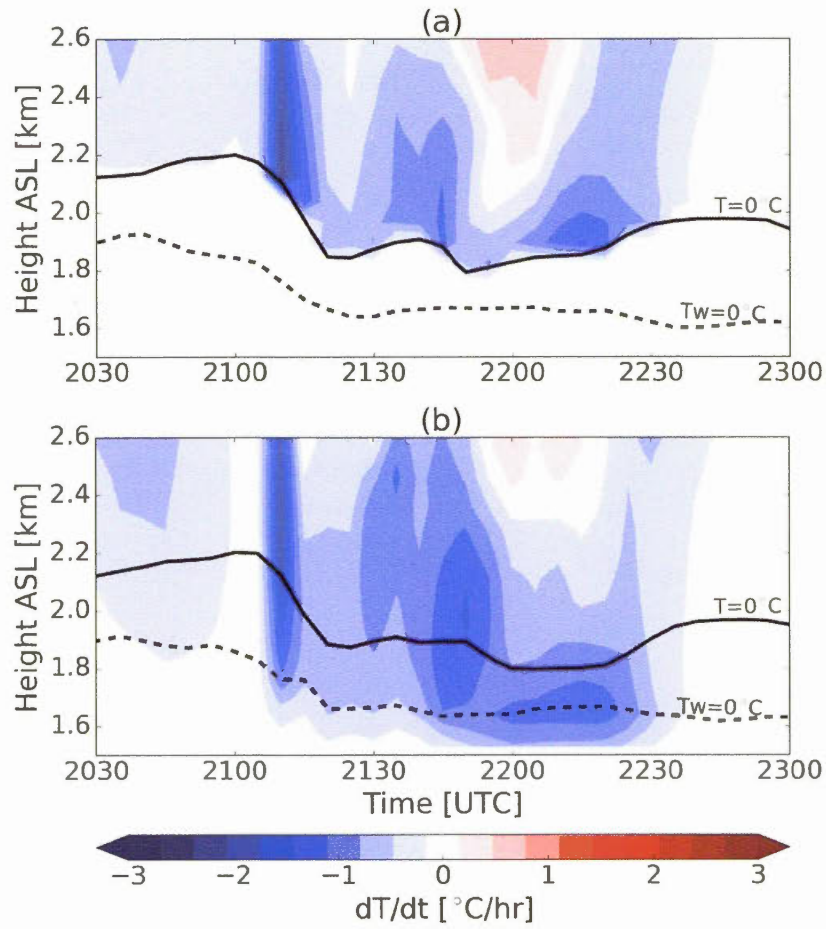 (a)
Height ASL [km]
2.6
2.4
2.2
2.0
1.8
1.6
T=0°C
Tw=0°C
2030 2100 2130 2200 2230 2300
(b)
Height ASL [km]
2.6
2.4
2.2
2.0
1.8
1.6
T=0°C
Tw=0°C
2030 2100 2130 2200 2230 2300
Time [UTC]
−3 −2 −1 0 1 2 3
dT/dt [°C/hr]